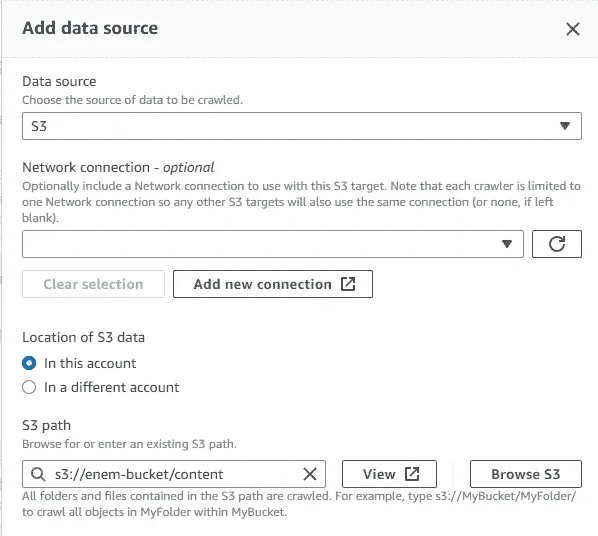 Add data source
Data source
Choose the source of data to be crawled.
S3
Network connection - optional
Optionally include a Network connection to use with this S3 target. Note that each crawler is limited to
one Network connection so any other S3 targets will also use the same connection (or none, if left
blank).
Clear selection
Add new connection
Location of S3 data
In this account
In a different account
S3 path
Browse for or enter an existing S3 path.
s3://enem-bucket/content
View
Browse S3
All folders and files contained in the S3 path are crawled. For example, type s3://MyBucket/MyFolder/
to crawl all objects in MyFolder within MyBucket.